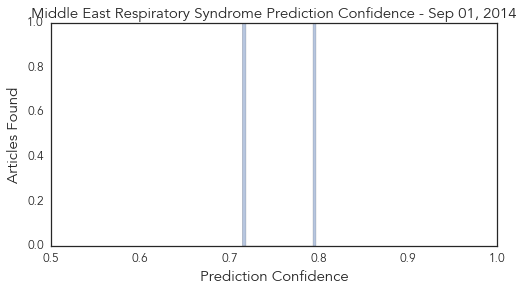 Middle East Respiratory Syndrome Prediction Confidence - Sep 01, 2014
1.0
0.8
0.6
0.4
0.2
0.0
Articles Found
0.5 0.6 0.7 0.8 0.9 1.0
Prediction Confidence